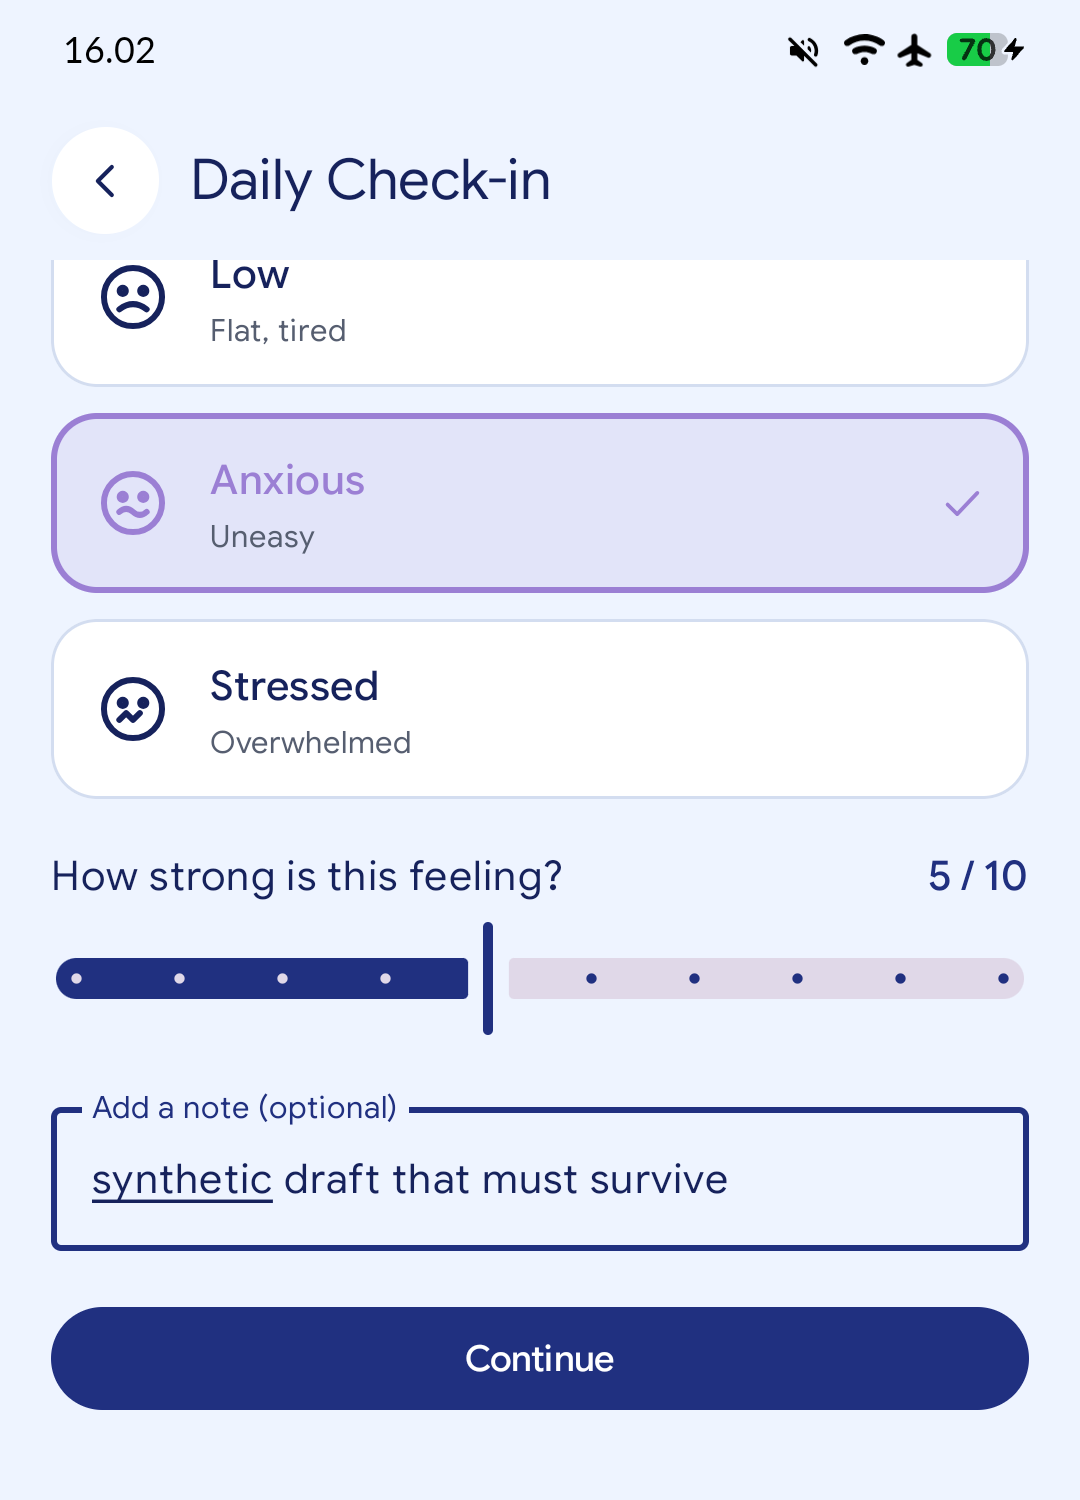 16.02
70
Daily Check-in
Low
Flat, tired
Anxious
Uneasy
Stressed
Overwhelmed
How strong is this feeling? 5 / 10
Add a note (optional)
synthetic draft that must survive
Continue